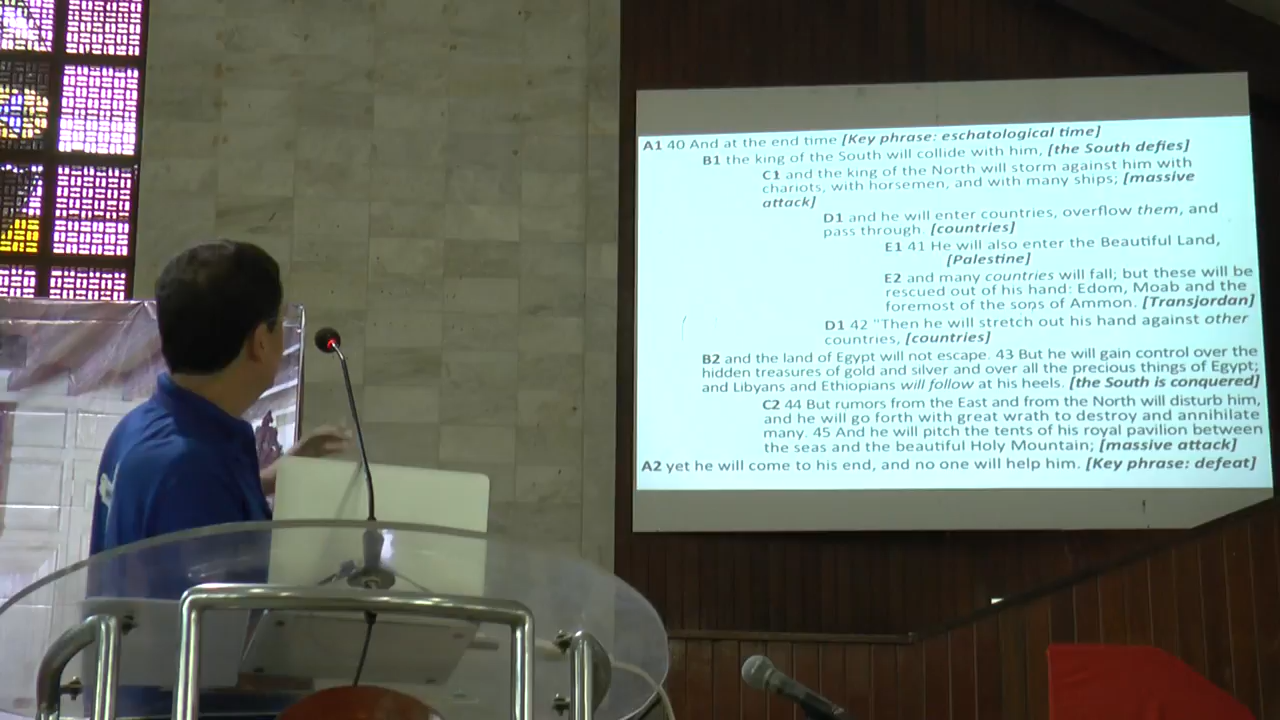 A1 40 And at the end time [Key phrase: eschatological time]
B1 the king of the South will collide with him, [the South defies]
C1 and the king of the North will storm against him with
chariots, with horsemen, and with many ships; [massive
attack]
D1 and he will enter countries, overflow them, and
pass through. [countries]
E1 41 He will also enter the Beautiful Land,
[Palestine]
E2 and many countries will fall; but these will be
rescued out of his hand: Edom, Moab and the
foremost of the sons of Ammon. [Transjordan]
D1 42 "Then he will stretch out his hand against other
countries, [countries]
B2 and the land of Egypt will not escape. 43 But he will gain control over the
hidden treasures of gold and silver and over all the precious things of Egypt;
and Libyans and Ethiopians will follow at his heels. [the South is conquered]
C2 44 But rumors from the East and from the North will disturb him,
and he will go forth with great wrath to destroy and annihilate
many. 45 And he will pitch the tents of his royal pavilion between
the seas and the beautiful Holy Mountain; [massive attack]
A2 yet he will come to his end, and no one will help him. [Key phrase: defeat]